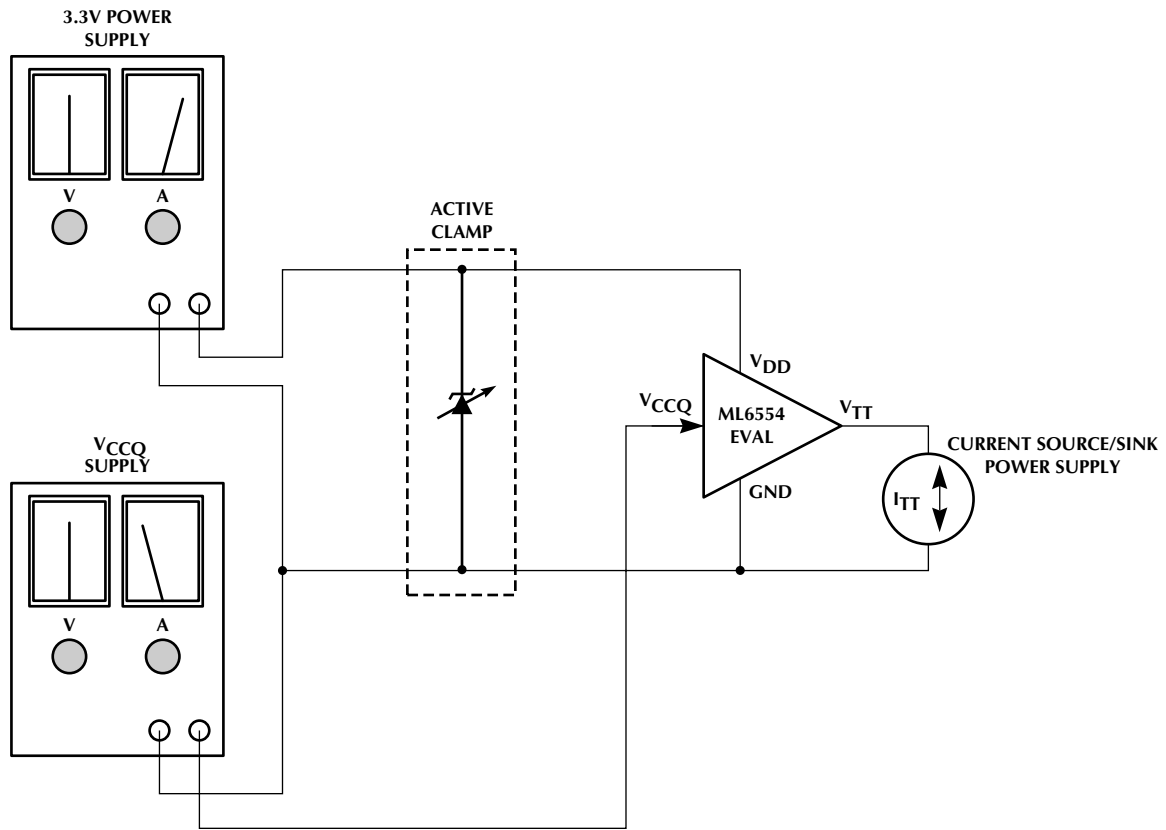 3.3V POWER
SUPPLY
V
A
ACTIVE
CLAMP
VDD
VCCQ
ML6554
EVAL
VTT
GND
CURRENT SOURCE/SINK
POWER SUPPLY
ITT
VCCQ
SUPPLY
V
A